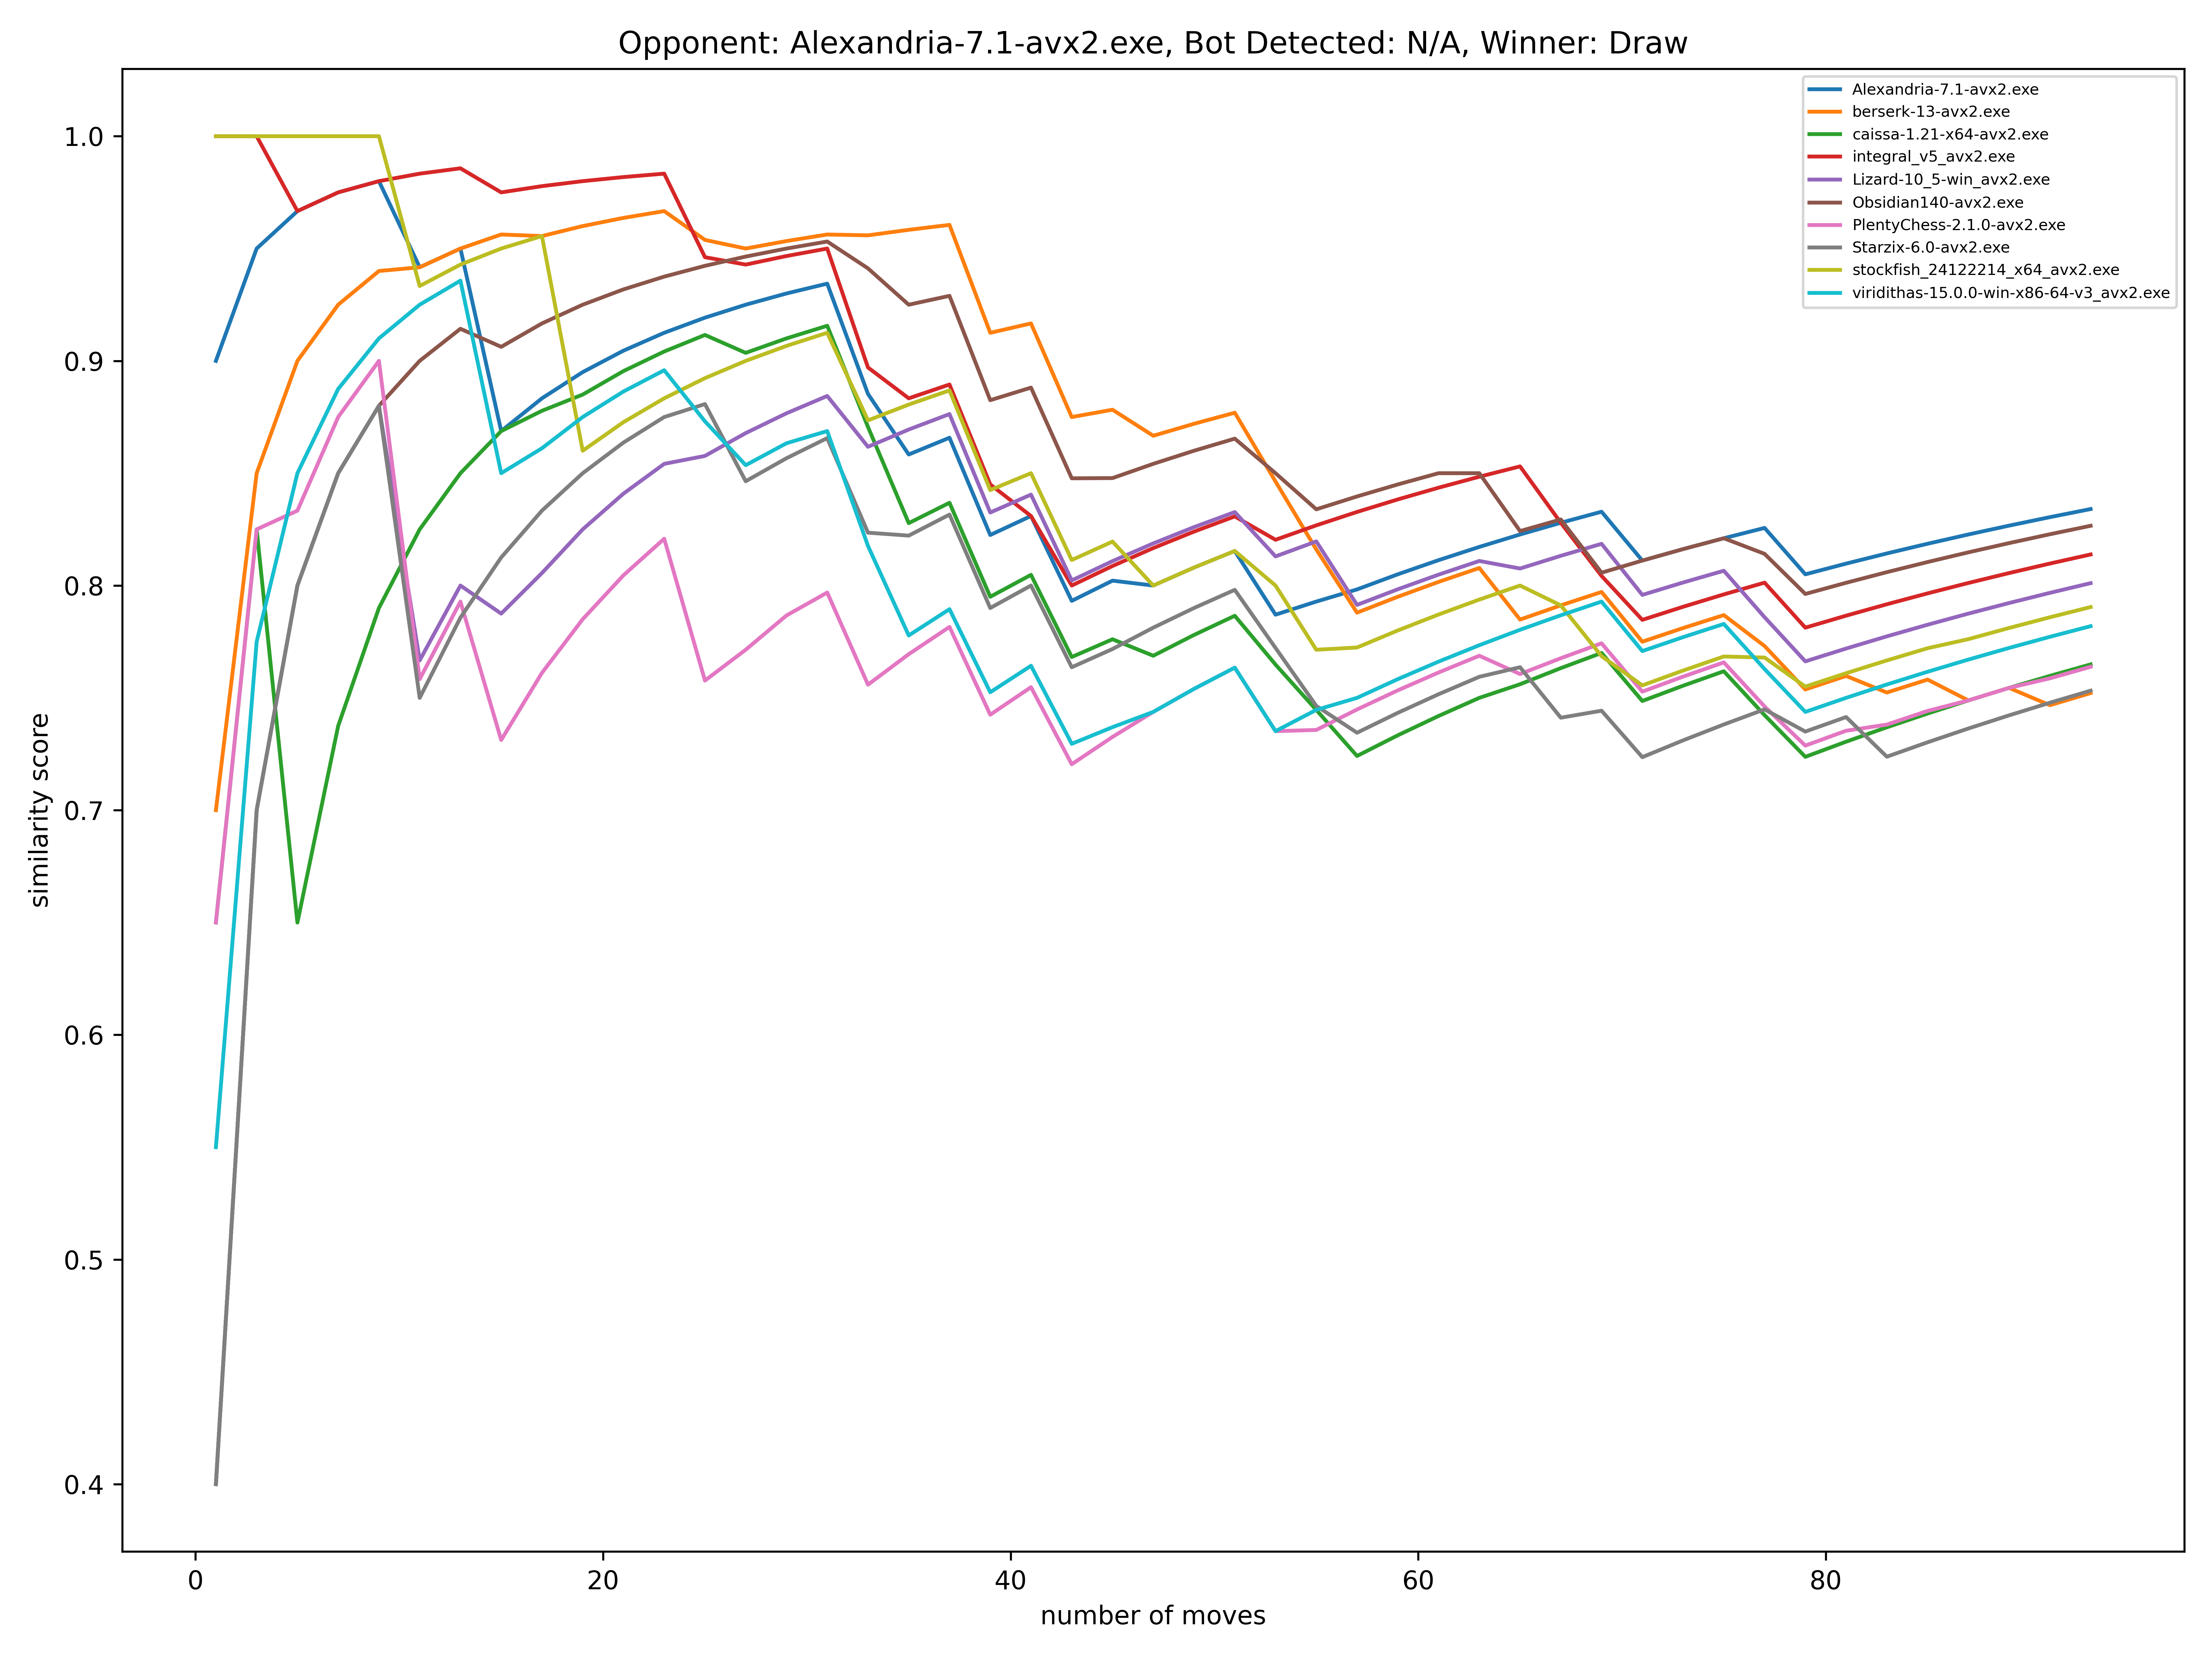 Opponent: Alexandria-7.1-avx2.exe, Bot Detected: N/A, Winner: Draw
Alexandria-7.1-avx2.exe
berserk-13-avx2.exe
caissa-1.21-x64-avx2.exe
integral_v5_avx2.exe
Lizard-10_5-win_avx2.exe
Obsidian140-avx2.exe
PlentyChess-2.1.0-avx2.exe
Starzix-6.0-avx2.exe
stockfish_24122214_x64_avx2.exe
viridithas-15.0.0-win-x86-64-v3_avx2.exe
similarity score
1.0
0.9
0.8
0.7
0.6
0.5
0.4
0 20 40 60 80
number of moves